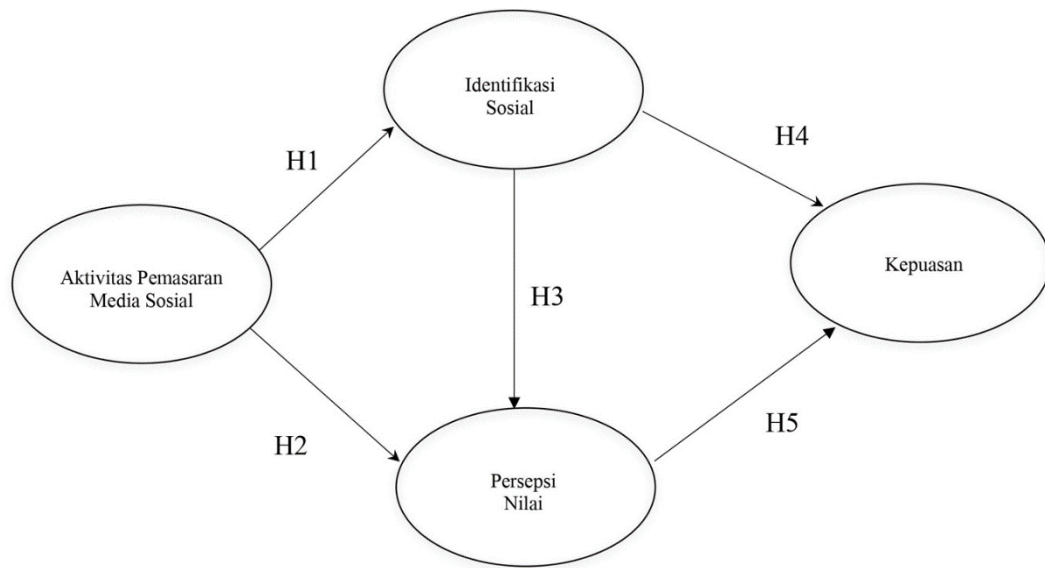 Identifikasi
Sosial
H1
H4
Aktivitas Pemasaran
Media Sosial
H3
Kepuasan
H2
H5
Persepsi
Nilai